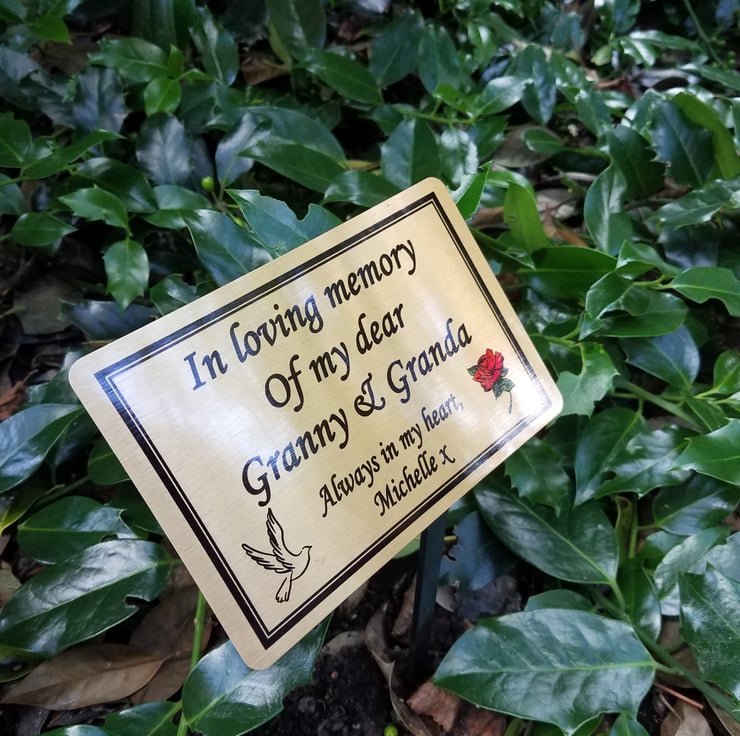 In loving memory
Of my dear
Granny & Granda
Always in my heart,
Michelle x